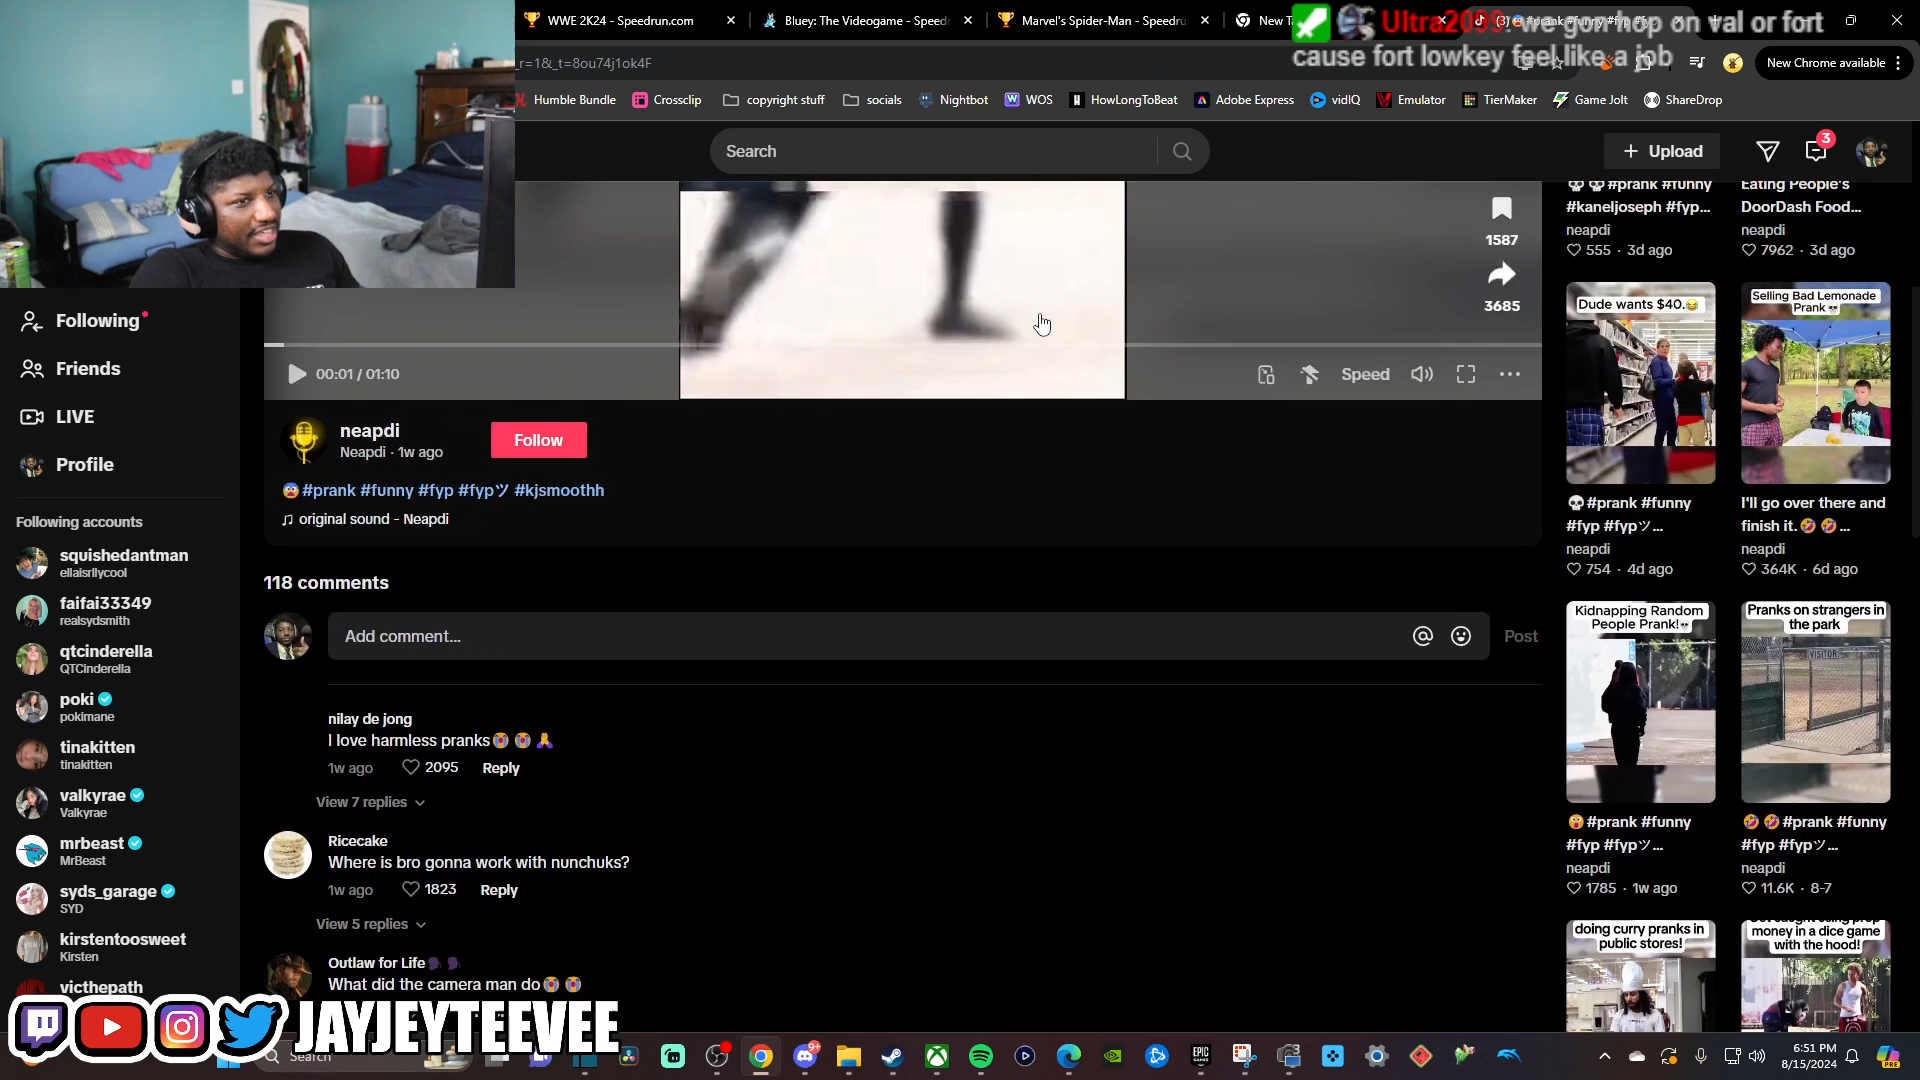 WWE 2K24 - Speedrun.com
Bluey: The Videogame - Speed
Marvel's Spider-Man - Speedru
Ultra2099: we gon hop on val or fort
cause fort lowkey feel like a job
_r=1&_t=8ou74j1ok4F
New Chrome available
Humble Bundle
Crossclip
copyright stuff
socials
Nightbot
WOS
HowLongToBeat
Adobe Express
vidIQ
Emulator
TierMaker
Game Jolt
ShareDrop
Search
Upload
3
1587
3685
00:01 / 01:10
Speed
neapdi
Neapdi · 1w ago
Follow
😨#prank #funny #fyp #fypツ #kjsmoothh
♫ original sound - Neapdi
118 comments
Add comment...
Post
nilay de jong
I love harmless pranks😭😭🙏
1w ago
2095
Reply
View 7 replies
Ricecake
Where is bro gonna work with nunchuks?
1w ago
1823
Reply
View 5 replies
Outlaw for Life🗣🗣
What did the camera man do😭😭
Following
Friends
LIVE
Profile
Following accounts
squishedantman
ellaisrllycool
faifai33349
realsydsmith
qtcinderella
QTCinderella
poki
pokimane
tinakitten
tinakitten
valkyrae
Valkyrae
mrbeast
MrBeast
syds_garage
SYD
kirstentoosweet
Kirsten
victhepath
💀💀#prank #funny
#kaneljoseph #fyp...
neapdi
555 · 3d ago
Eating People's
DoorDash Food...
neapdi
7962 · 3d ago
Dude wants $40.😂
💀#prank #funny
#fyp #fypツ...
neapdi
754 · 4d ago
Selling Bad Lemonade
Prank💀
I'll go over there and
finish it.🤣🤣...
neapdi
364K · 6d ago
Kidnapping Random
People Prank!💀
😲#prank #funny
#fyp #fypツ...
neapdi
1785 · 1w ago
Pranks on strangers in
the park
VISITOR
🤣🤣#prank #funny
#fyp #fypツ...
neapdi
11.6K · 8-7
doing curry pranks in
public stores!
money in a dice game
with the hood!
JAYJEYTEEVEE
Search
9+
EPIC
GAMES
6:51 PM
8/15/2024
PRE